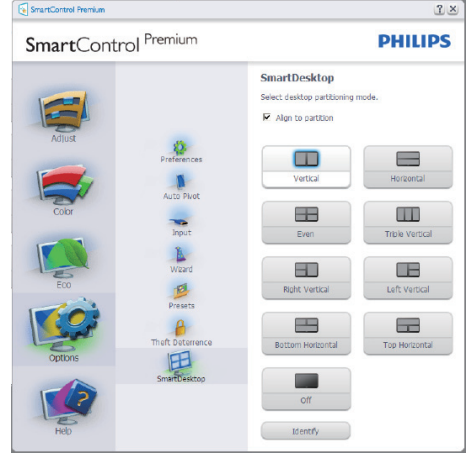 SmartControl Premium
SmartControl Premium
PHILIPS
Adjust
Color
Eco
Options
Help
Preferences
Auto Pivot
Input
Wizard
Presets
Theft Deterrence
SmartDesktop
SmartDesktop
Select desktop partitioning mode.
Align to partition
Vertical
Horizontal
Even
Triple Vertical
Right Vertical
Left Vertical
Bottom Horizontal
Top Horizontal
Off
Identify